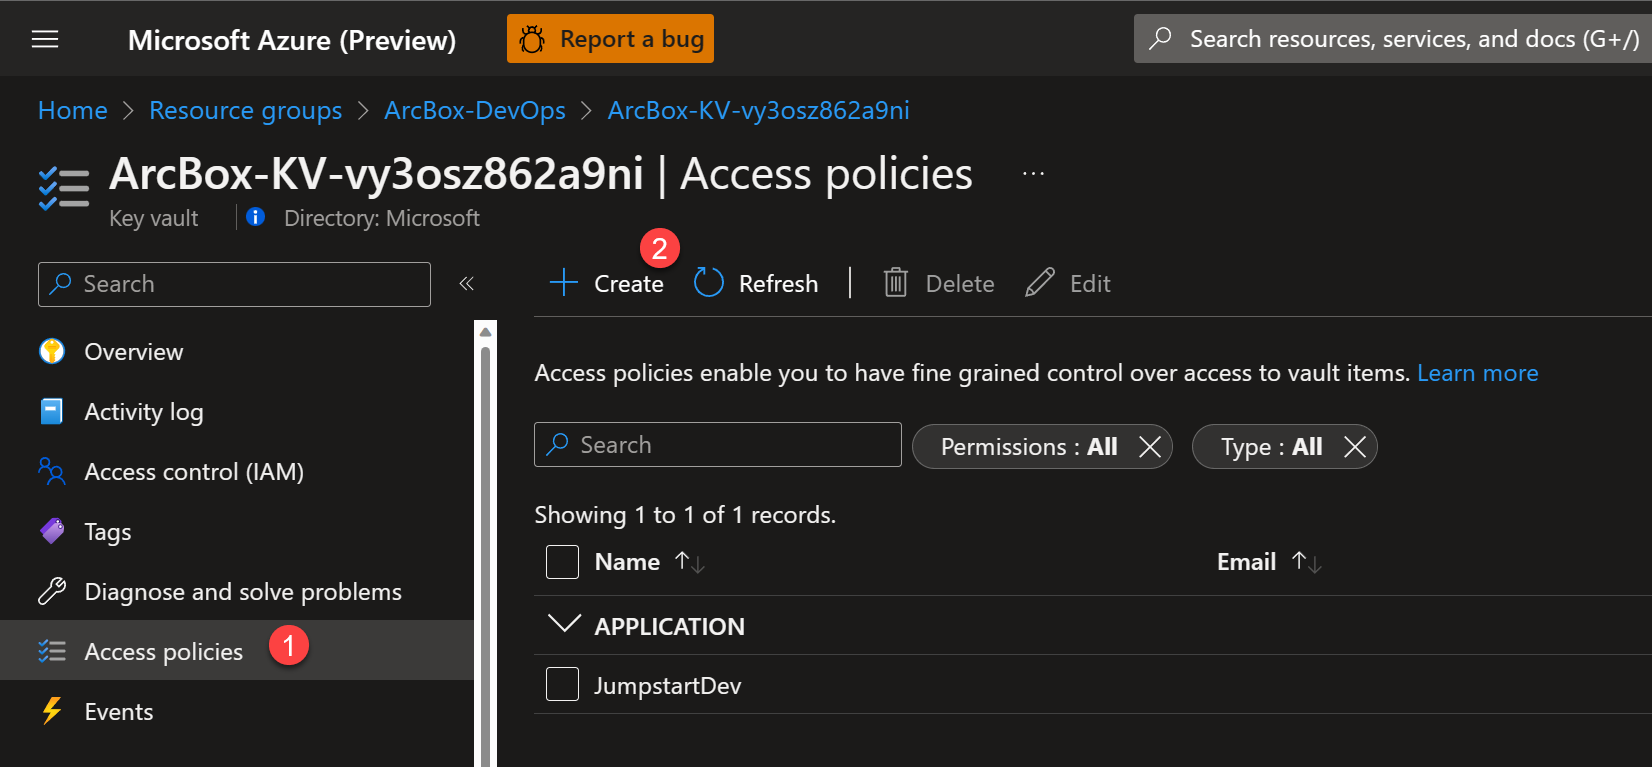 Microsoft Azure (Preview) Report a bug Search resources, services, and docs (G+/)
Home > Resource groups > ArcBox-DevOps > ArcBox-KV-vy3osz862a9ni
ArcBox-KV-vy3osz862a9ni | Access policies ...
Key vault Directory: Microsoft
2
Search « Create Refresh Delete Edit
Overview
Access policies enable you to have fine grained control over access to vault items. Learn more
Activity log
Search Permissions : All Type : All
Access control (IAM)
Showing 1 to 1 of 1 records.
Tags
Name Email
Diagnose and solve problems
APPLICATION
Access policies 1
JumpstartDev
Events